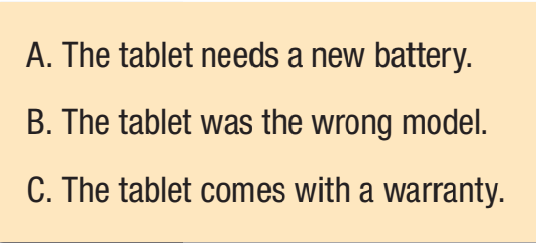 A. The tablet needs a new battery.
B. The tablet was the wrong model.
C. The tablet comes with a warranty.